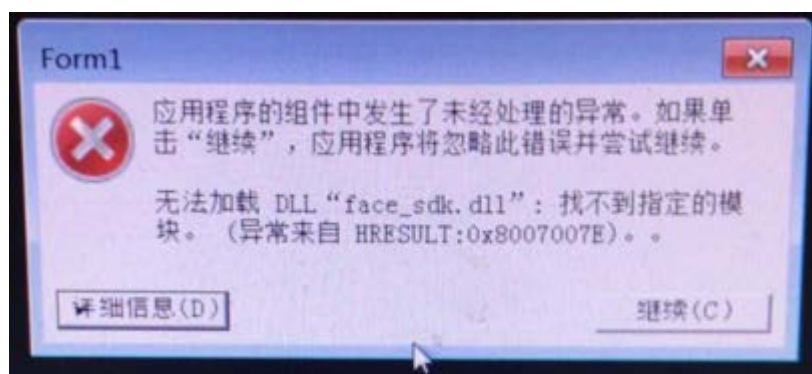 Form1
应用程序的组件中发生了未经处理的异常。如果单
击“继续”，应用程序将忽略此错误并尝试继续。
无法加载 DLL“face_sdk.dll”: 找不到指定的模
块。 (异常来自 HRESULT:0x8007007E)。。
详细信息(D)
继续(C)